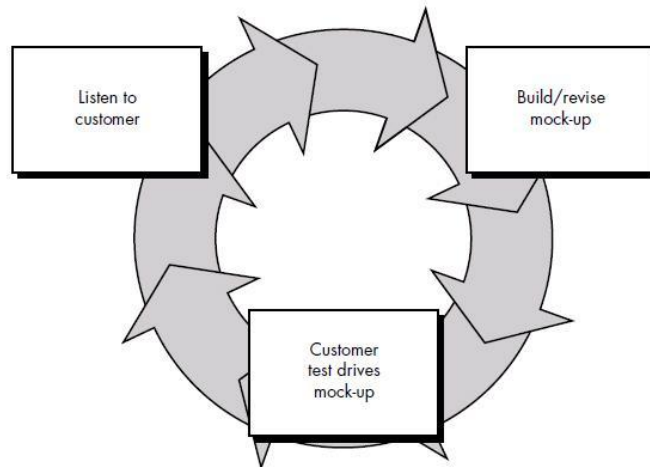 Listen to
customer
Build/revise
mock-up
Customer
test drives
mock-up